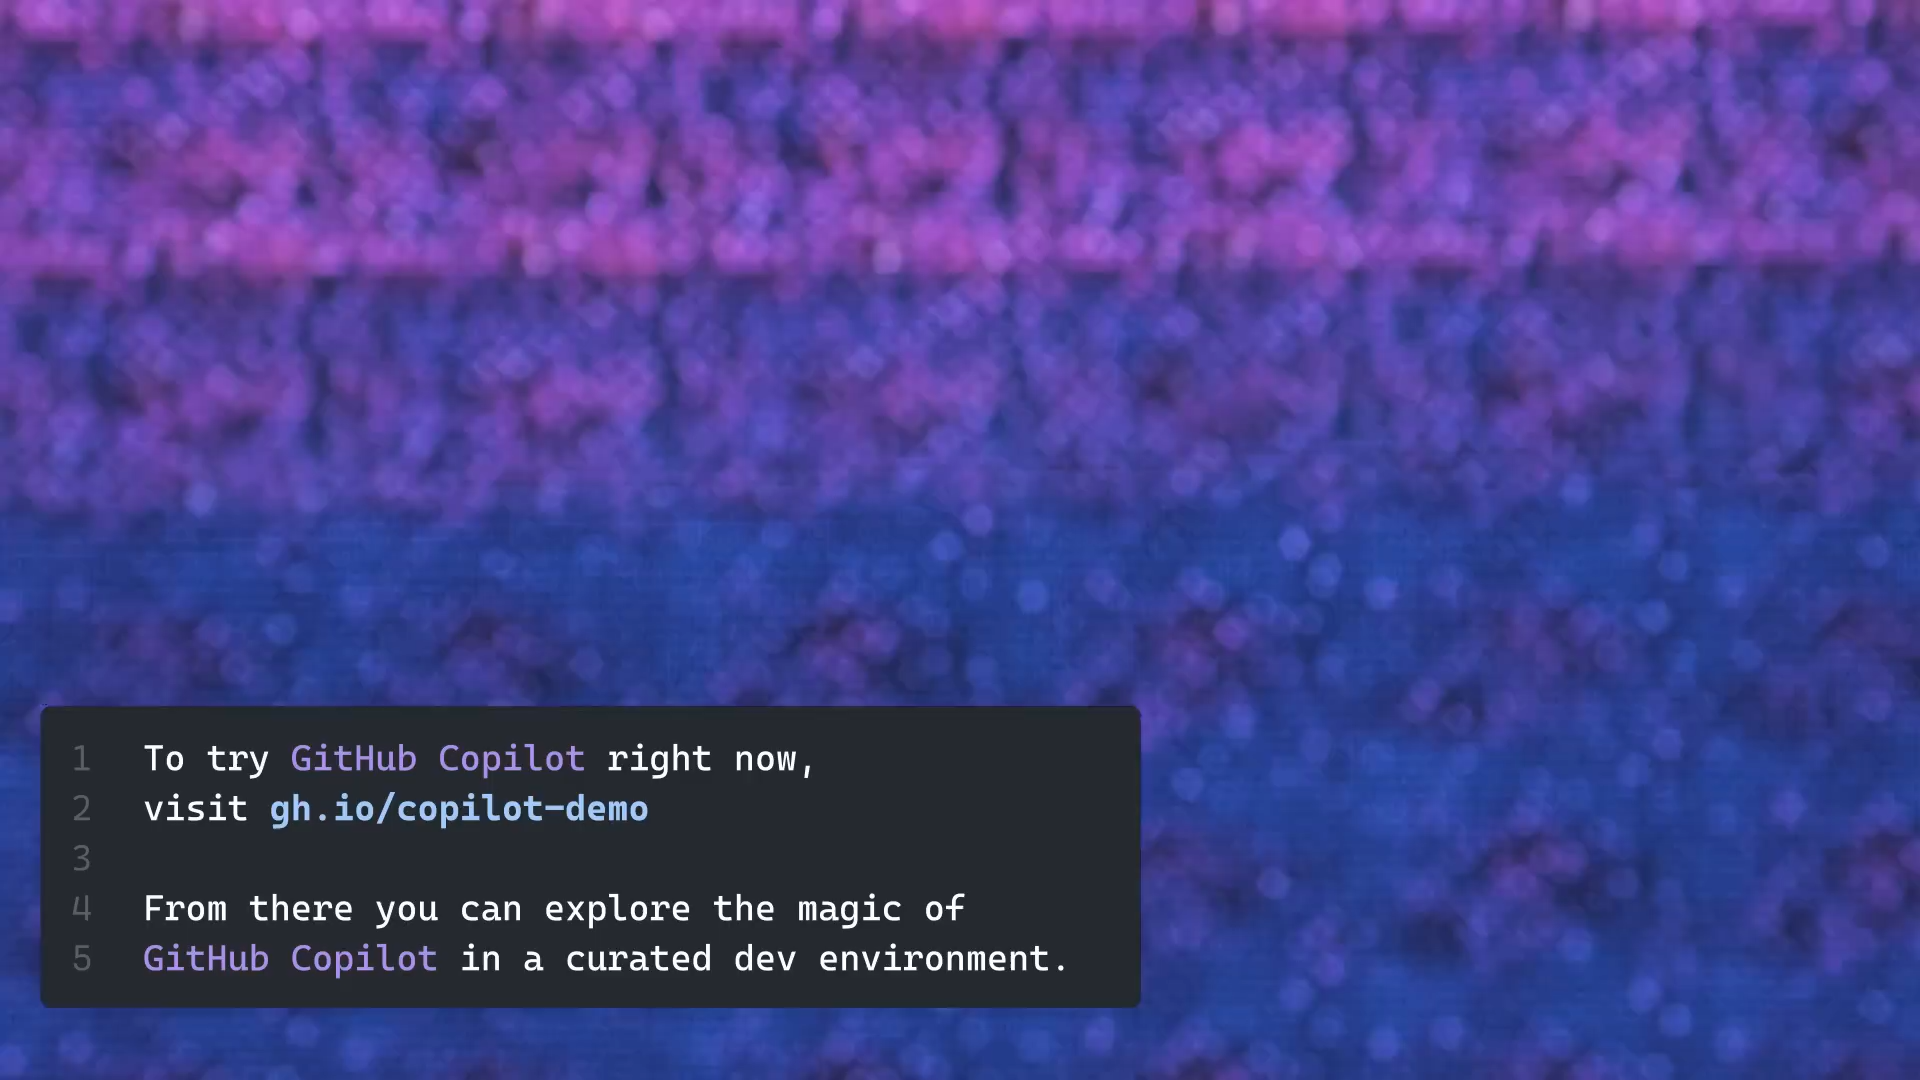 1 To try GitHub Copilot right now,
2 visit gh.io/copilot-demo
3
4 From there you can explore the magic of
5 GitHub Copilot in a curated dev environment.